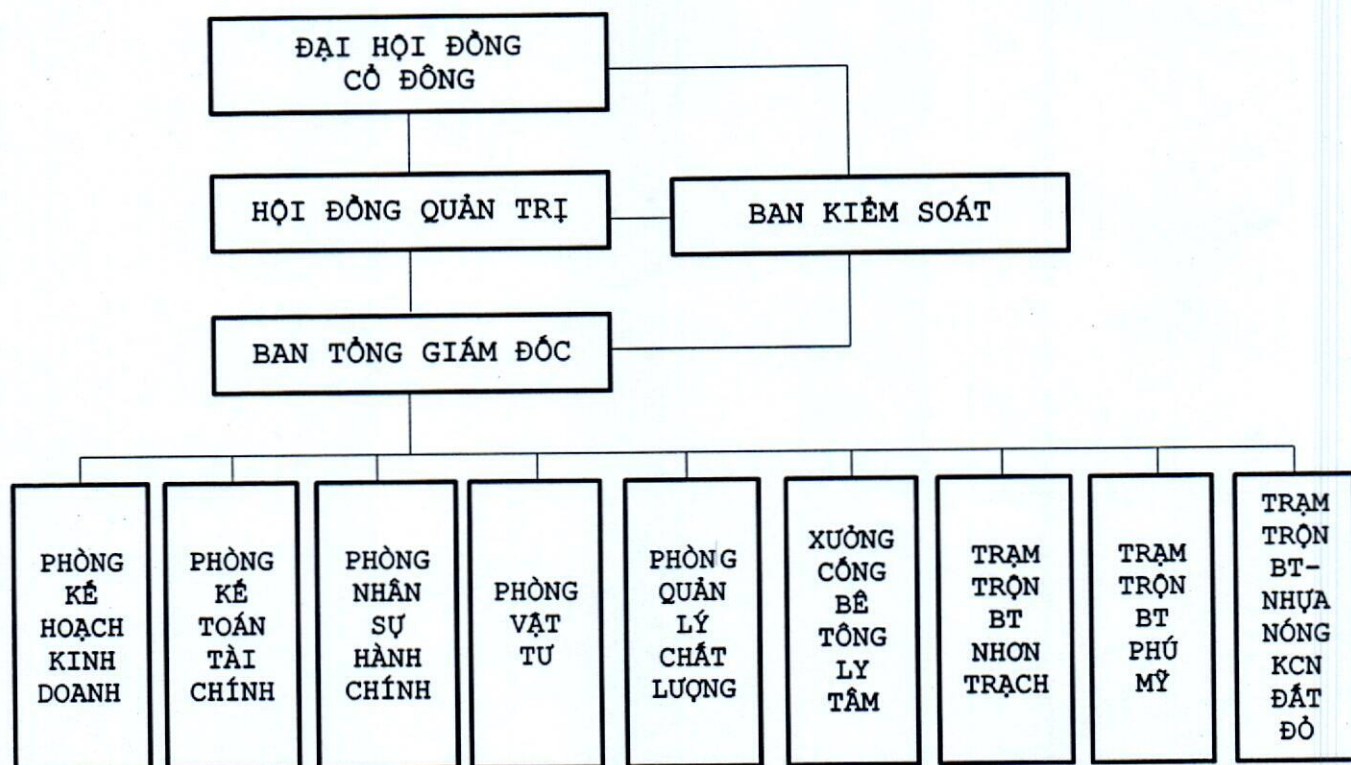 ĐẠI HỘI ĐỒNG
CỔ ĐÔNG
HỘI ĐỒNG QUẢN TRỊ
BAN KIỂM SOÁT
BAN TỔNG GIÁM ĐỐC
PHÒNG
KẾ
HOẠCH
KINH
DOANH
PHÒNG
KẾ
TOÁN
TÀI
CHÍNH
PHÒNG
NHÂN
SỰ
HÀNH
CHÍNH
PHÒNG
VẬT
TƯ
PHÒNG
QUẢN
LÝ
CHẤT
LƯỢNG
XƯỞNG
CỐNG
BÊ
TÔNG
LY
TÂM
TRẠM
TRỘN
BT
NHƠN
TRẠCH
TRẠM
TRỘN
BT
PHÚ
MỸ
TRẠM
TRỘN
BT-
NHỰA
NÓNG
KCN
ĐẤT
ĐỎ